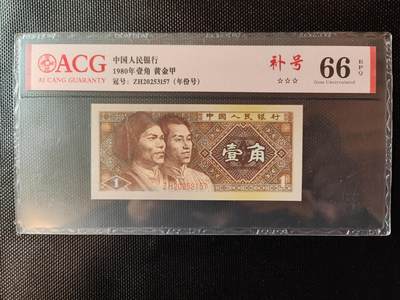 ACG
AI CANG GUARANTY
中国人民银行
1980年壹角 黄金甲
冠号: ZH20253157 (年份号)
补号
☆☆☆
66
EPQ
Gem Uncirculated
中国人民银行
壹角
ZH20253157
1
1